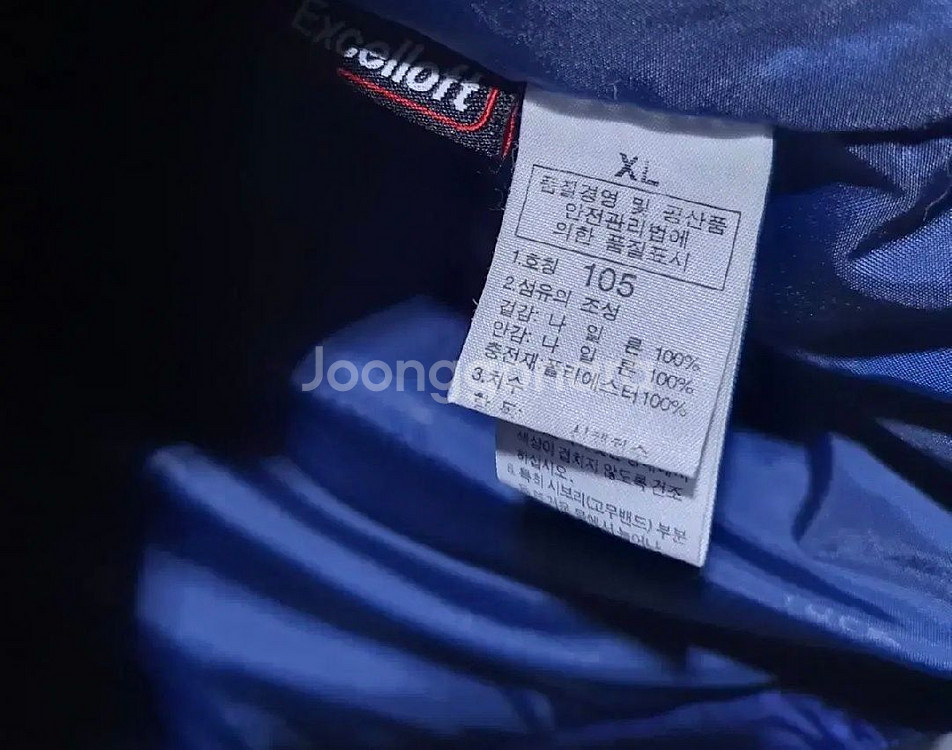 Excelloft
XL
품질경영 및 공산품
안전관리법에
의한 품질표시
1.호칭 105
2.섬유의 조성
겉감: 나 일 론 100%
안감: 나 일 론 100%
충전재:폴리에스터100%
3.치수
색상이 겹치지 않도록 건조
하십시오.
6.특히 시보리(고무밴드) 부분
Joonggonara